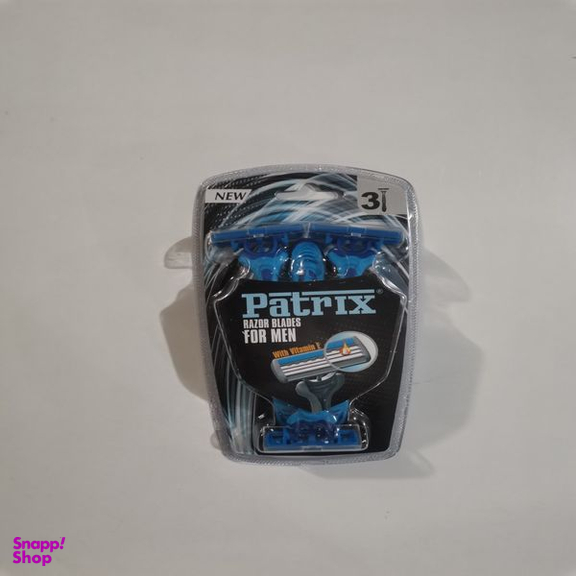 NEW
3
Patrix®
RAZOR BLADES
FOR MEN
With Vitamin E
Snapp!
Shop